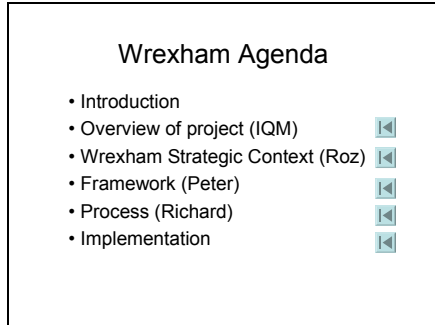 Wrexham Agenda
• Introduction
• Overview of project (IQM)
• Wrexham Strategic Context (Roz)
• Framework (Peter)
• Process (Richard)
• Implementation